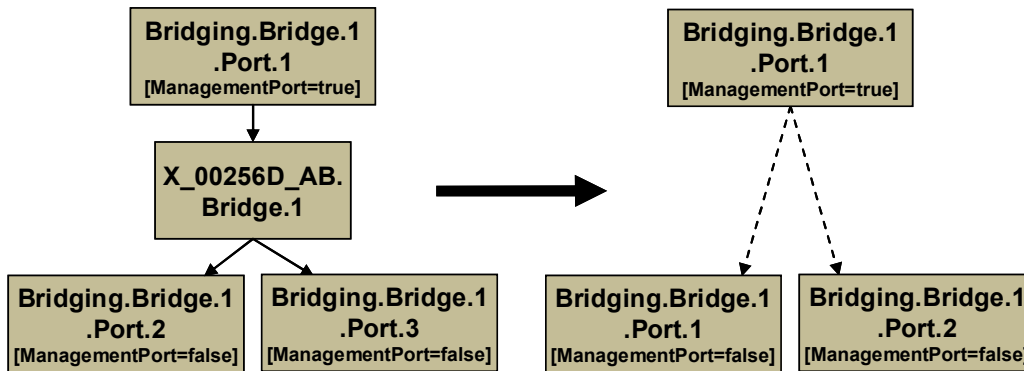 Bridging.Bridge.1
.Port.1
[ManagementPort=true]
Bridging.Bridge.1
.Port.1
[ManagementPort=true]
X_00256D_AB.
Bridge.1
Bridging.Bridge.1
.Port.2
[ManagementPort=false]
Bridging.Bridge.1
.Port.3
[ManagementPort=false]
Bridging.Bridge.1
.Port.1
[ManagementPort=false]
Bridging.Bridge.1
.Port.2
[ManagementPort=false]